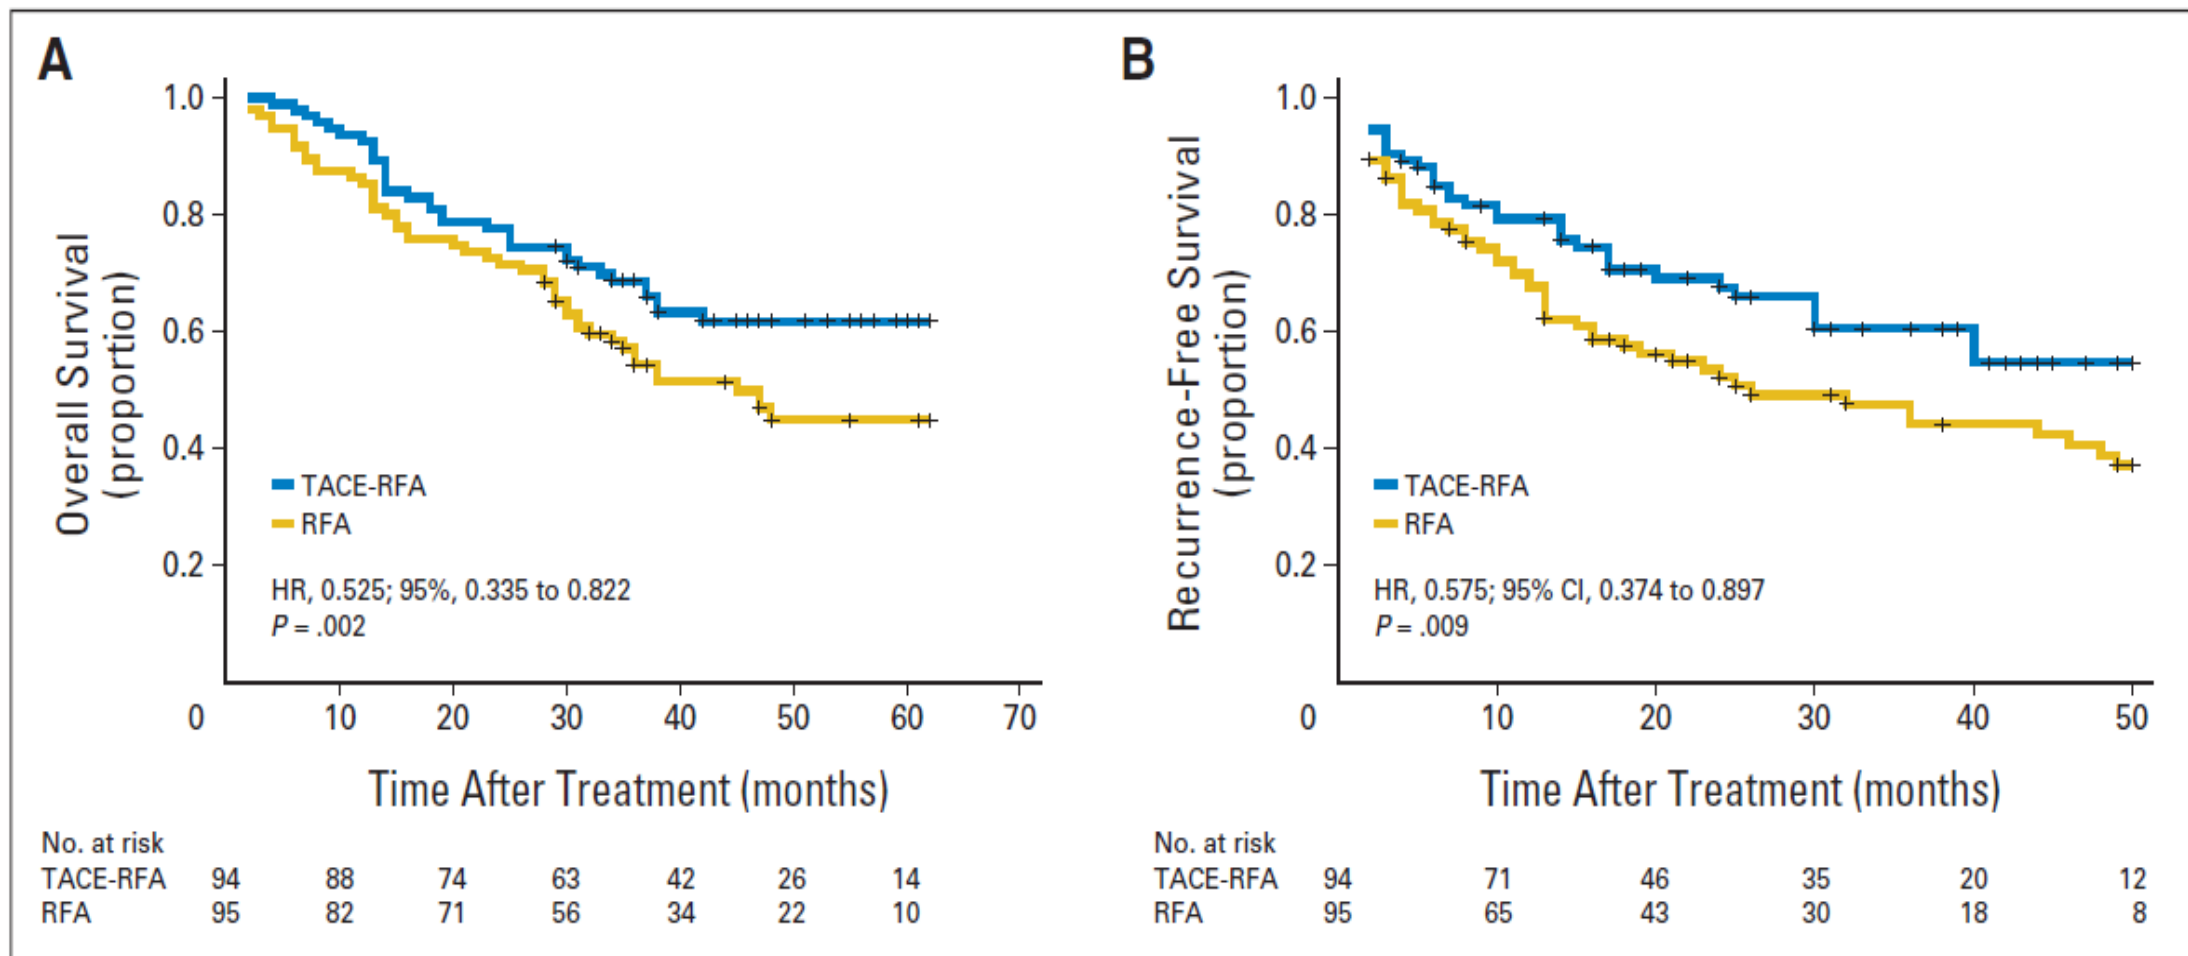 A
Overall Survival
(proportion)
1.0
0.8
0.6
0.4
0.2
TACE-RFA
RFA
HR, 0.525; 95%, 0.335 to 0.822
P = .002
0 10 20 30 40 50 60 70
Time After Treatment (months)
No. at risk
TACE-RFA 94 88 74 63 42 26 14
RFA 95 82 71 56 34 22 10
B
Recurrence-Free Survival
(proportion)
1.0
0.8
0.6
0.4
0.2
TACE-RFA
RFA
HR, 0.575; 95% CI, 0.374 to 0.897
P = .009
0 10 20 30 40 50
Time After Treatment (months)
No. at risk
TACE-RFA 94 71 46 35 20 12
RFA 95 65 43 30 18 8